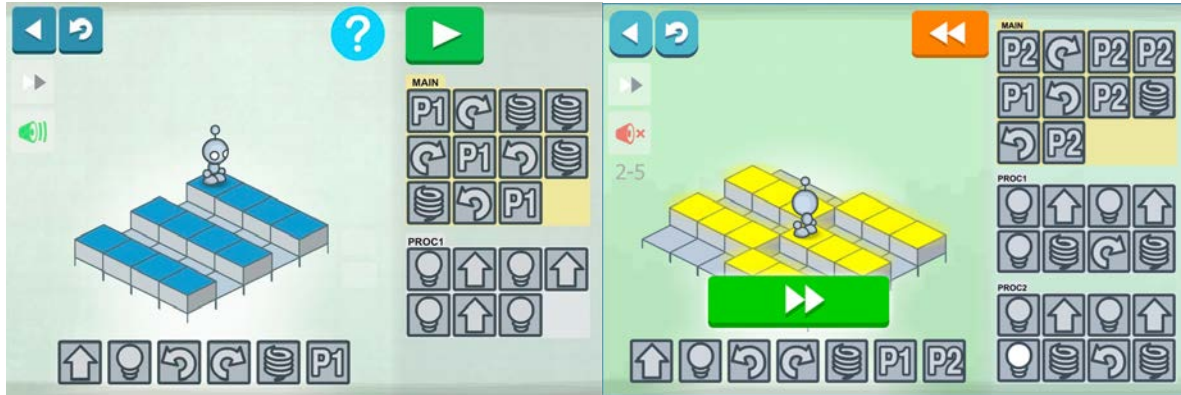 ?
MAIN
P1
P1
P1
PROC1
P1
2-5
MAIN
P2 P2 P2
P1 P2
P2
PROC1
PROC2
P1 P2